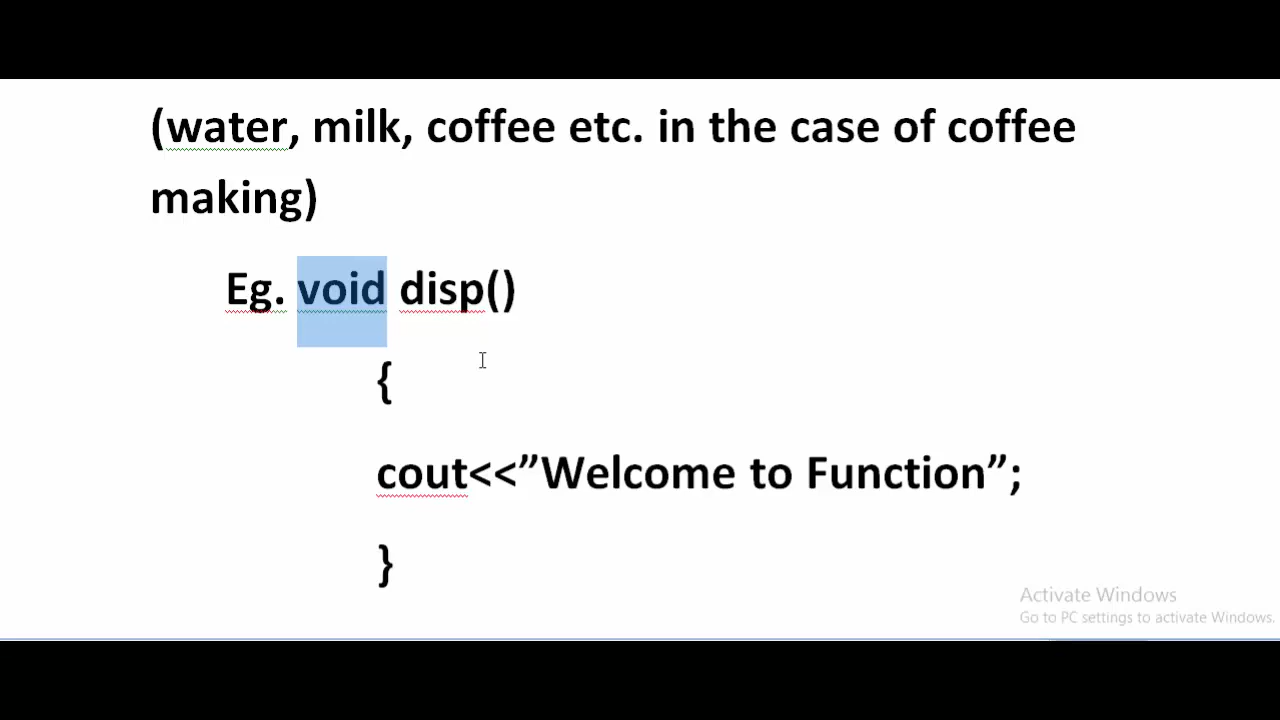 (water, milk, coffee etc. in the case of coffee
making)
Eg. void disp()
{
cout<<”Welcome to Function”;
}
Activate Windows
Go to PC settings to activate Windows.